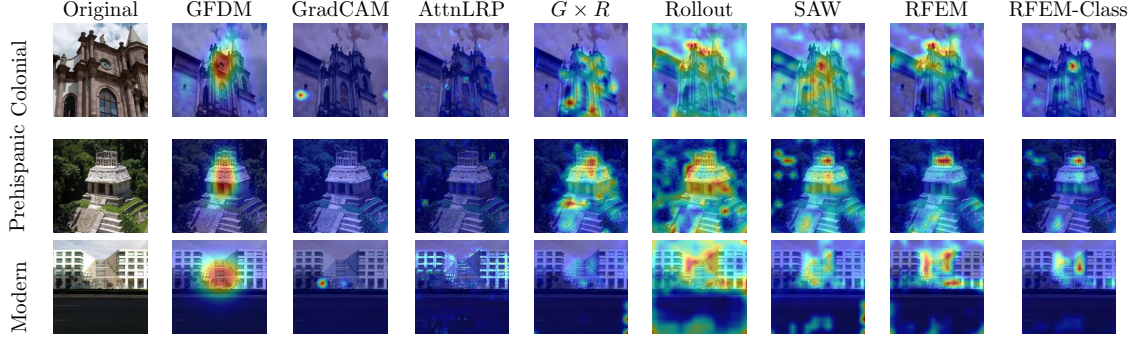 Original GFDM GradCAM AttnLRP G × R Rollout SAW RFEM RFEM-Class
Colonial
Prehispanic
Modern